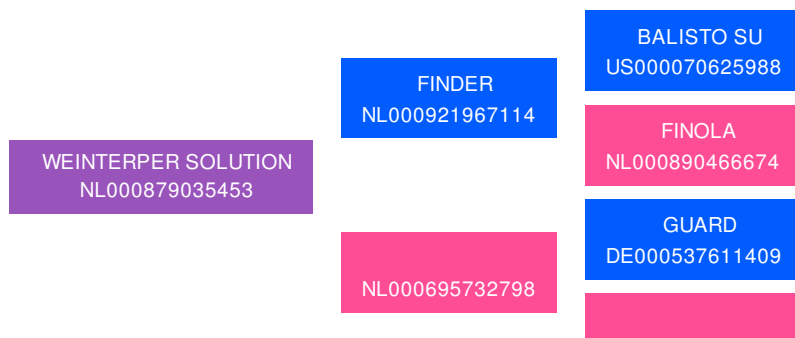 WEINTERPER SOLUTION
NL000879035453
FINDER
NL000921967114
NL000695732798
BALISTO SU
US000070625988
FINOLA
NL000890466674
GUARD
DE000537611409